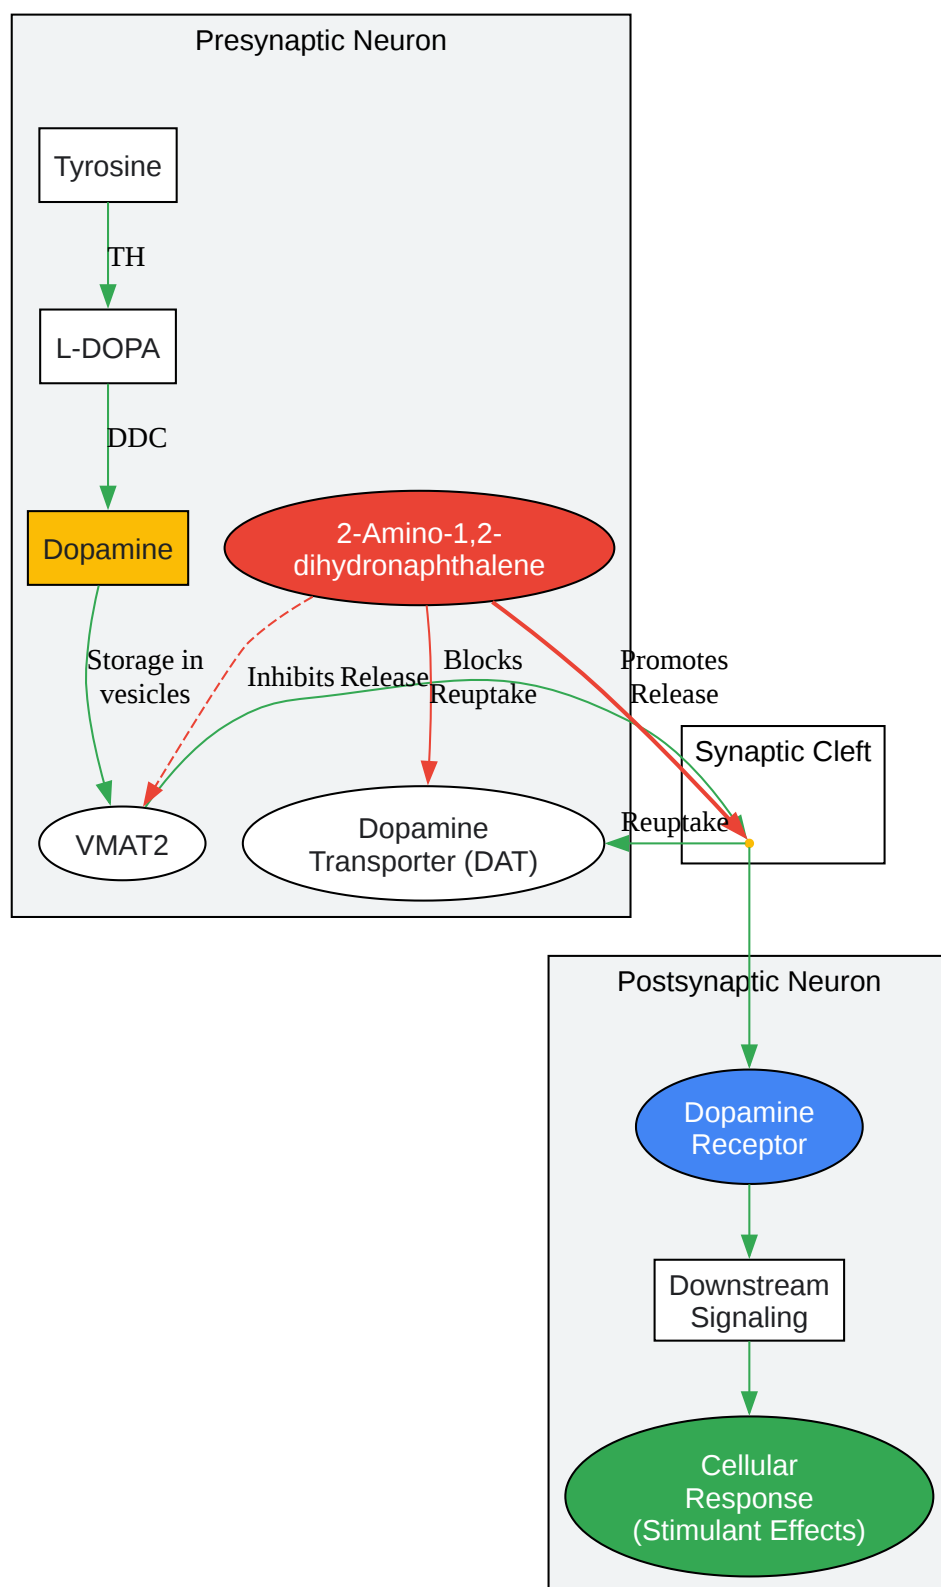 Presynaptic Neuron
Tyrosine
TH
L-DOPA
DDC
Dopamine
2-Amino-1,2-
dihydronaphthalene
Storage in
vesicles
Inhibits
Release
Blocks
Reuptake
Promotes
Release
Synaptic Cleft
Reuptake
VMAT2
Dopamine
Transporter (DAT)
Postsynaptic Neuron
Dopamine
Receptor
Downstream
Signaling
Cellular
Response
(Stimulant Effects)